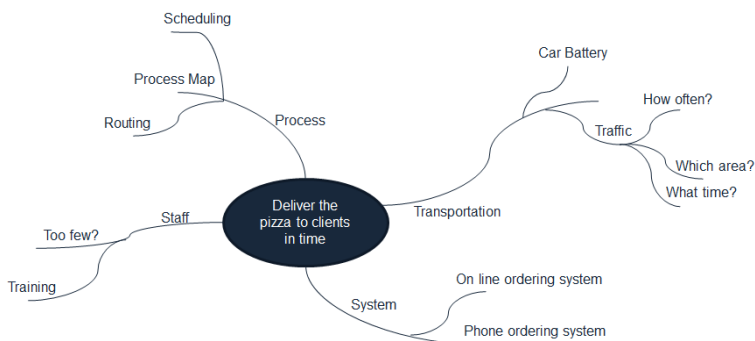 Scheduling
Process Map
Routing
Process
Car Battery
How often?
Traffic
Which area?
What time?
Transportation
Deliver the
pizza to clients
in time
Staff
Too few?
Training
System
On line ordering system
Phone ordering system